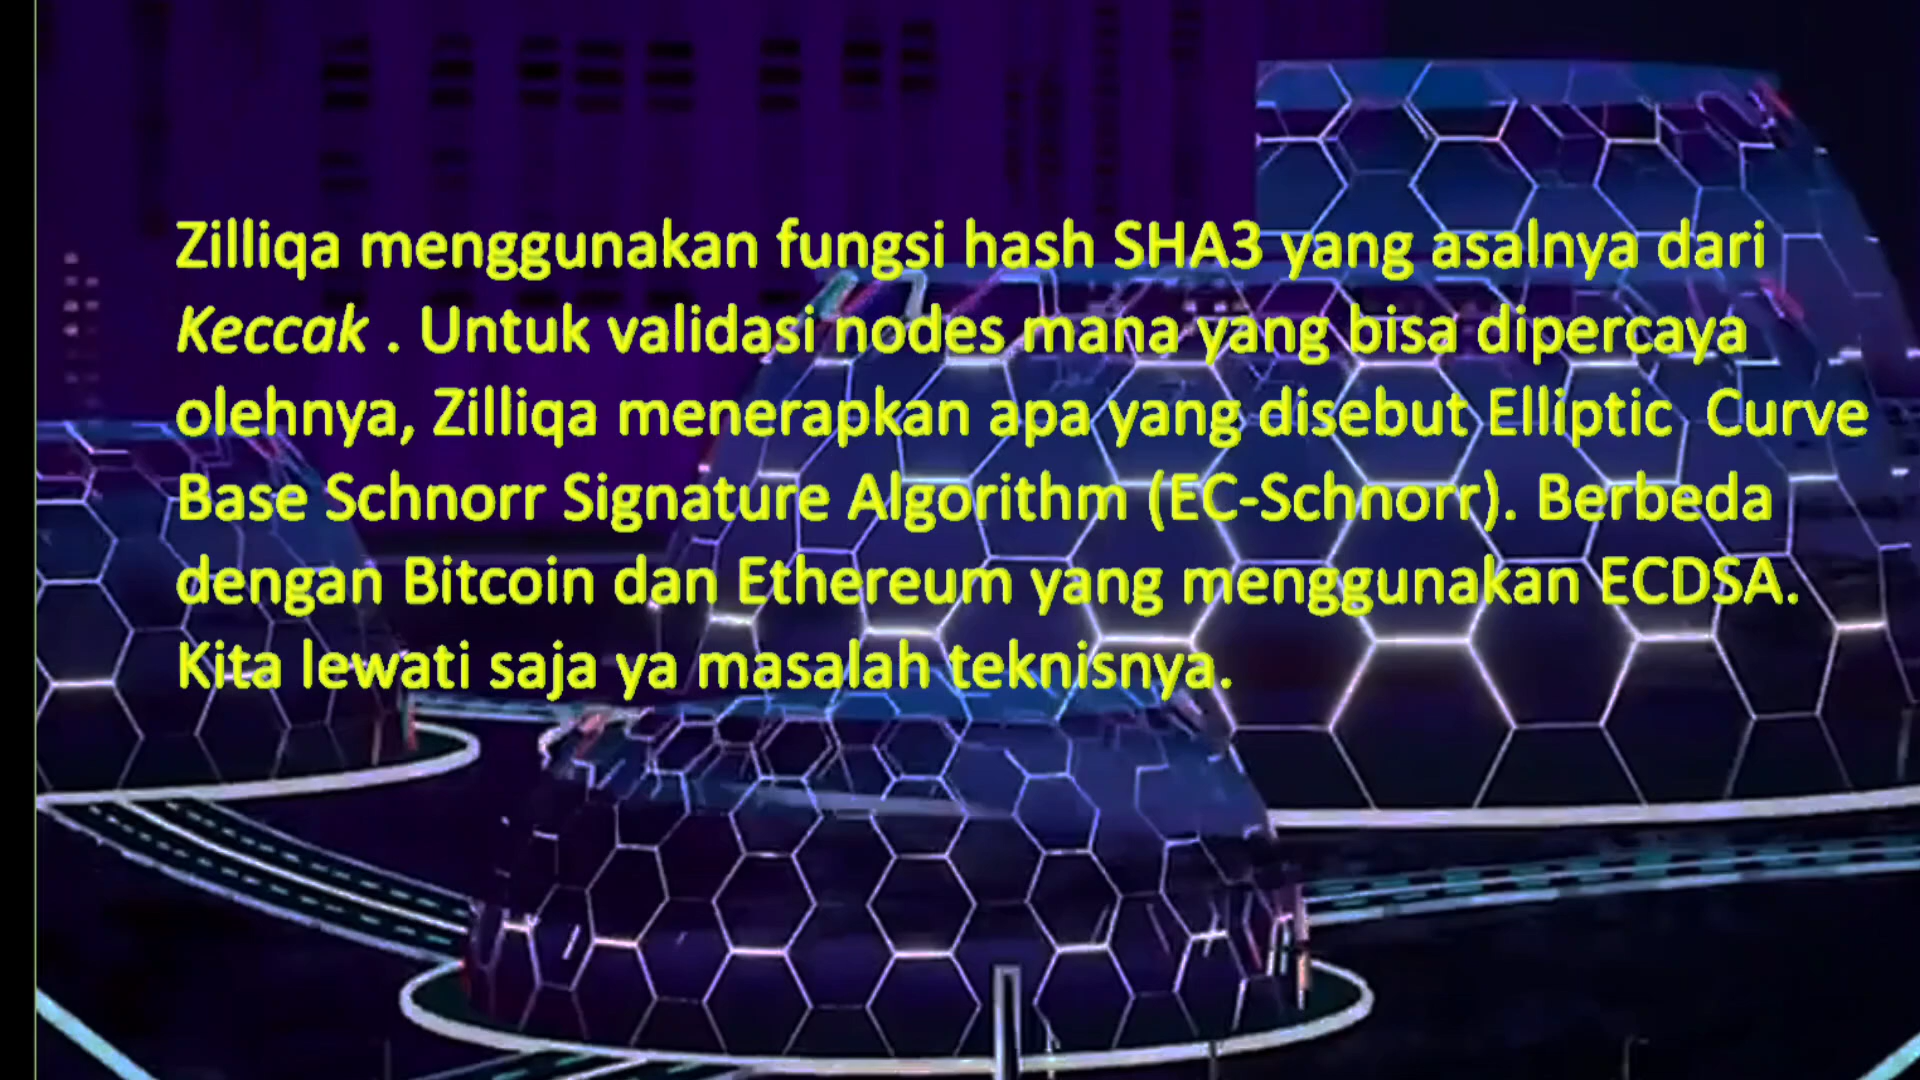 Zilliqa menggunakan fungsi hash SHA3 yang asalnya dari
Keccak . Untuk validasi nodes mana yang bisa dipercaya
olehnya, Zilliqa menerapkan apa yang disebut Elliptic  Curve
Base Schnorr Signature Algorithm (EC-Schnorr). Berbeda
dengan Bitcoin dan Ethereum yang menggunakan ECDSA.
Kita lewati saja ya masalah teknisnya.